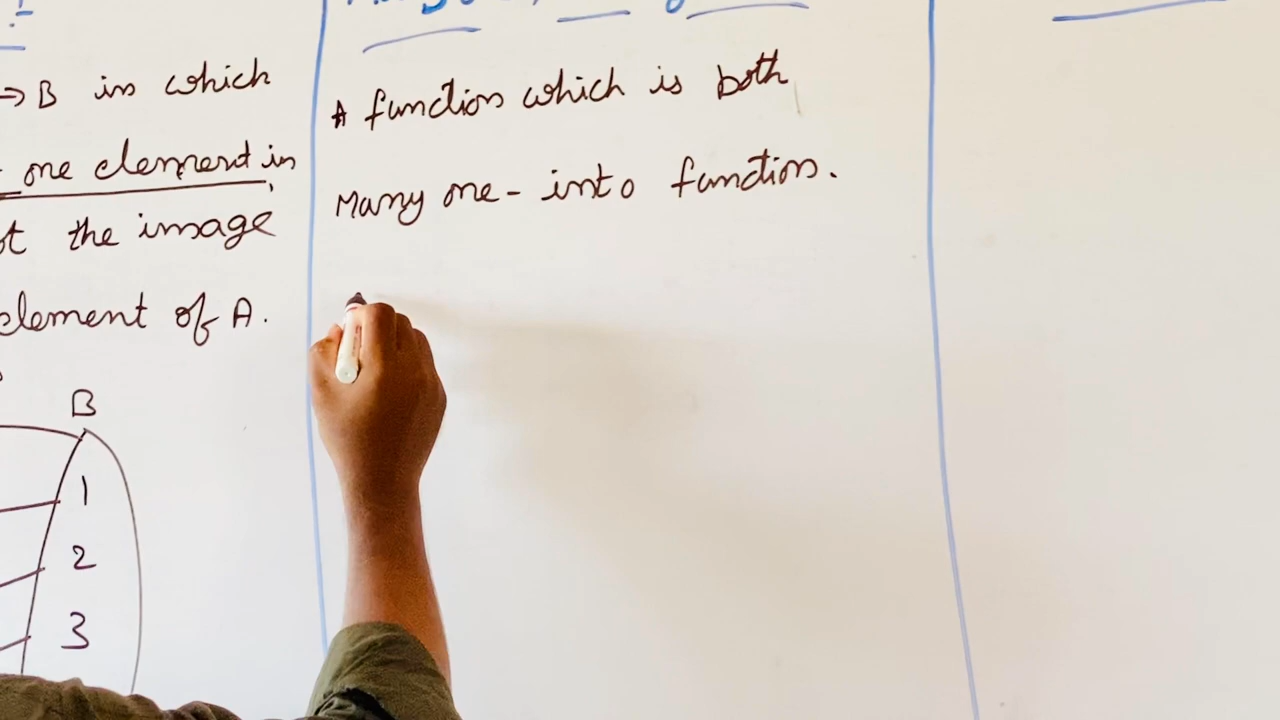 → B in which
one element in
the image
element of A.
B
1
2
3
A function which is both
Many one - into function.